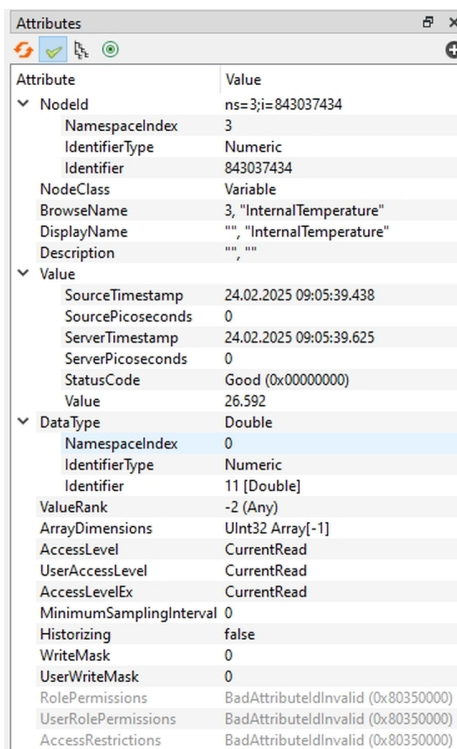 Attributes
Attribute Value
NodeId ns=3;i=843037434
NamespaceIndex 3
IdentifierType Numeric
Identifier 843037434
NodeClass Variable
BrowseName 3, "InternalTemperature"
DisplayName "", "InternalTemperature"
Description "", ""
Value
SourceTimestamp 24.02.2025 09:05:39.438
SourcePicoseconds 0
ServerTimestamp 24.02.2025 09:05:39.625
ServerPicoseconds 0
StatusCode Good (0x00000000)
Value 26.592
DataType Double
NamespaceIndex 0
IdentifierType Numeric
Identifier 11 [Double]
ValueRank -2 (Any)
ArrayDimensions UInt32 Array[-1]
AccessLevel CurrentRead
UserAccessLevel CurrentRead
AccessLevelEx CurrentRead
MinimumSamplingInterval 0
Historizing false
WriteMask 0
UserWriteMask 0
RolePermissions BadAttributeIdInvalid (0x80350000)
UserRolePermissions BadAttributeIdInvalid (0x80350000)
AccessRestrictions BadAttributeIdInvalid (0x80350000)